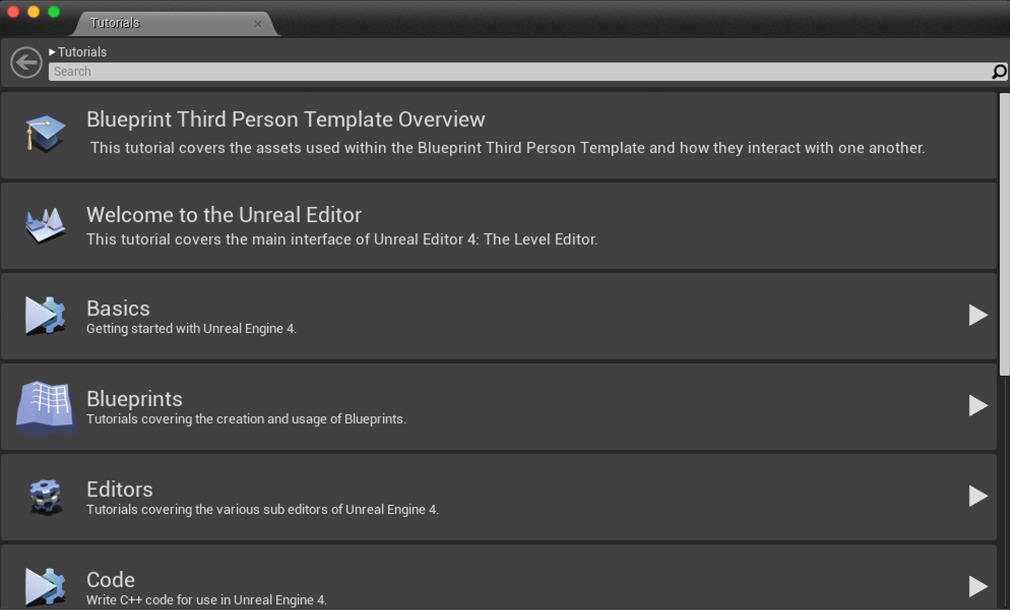 Tutorials
Tutorials
Search
Blueprint Third Person Template Overview
This tutorial covers the assets used within the Blueprint Third Person Template and how they interact with one another.
Welcome to the Unreal Editor
This tutorial covers the main interface of Unreal Editor 4: The Level Editor.
Basics
Getting started with Unreal Engine 4.
Blueprints
Tutorials covering the creation and usage of Blueprints.
Editors
Tutorials covering the various sub editors of Unreal Engine 4.
Code
Write C++ code for use in Unreal Engine 4.